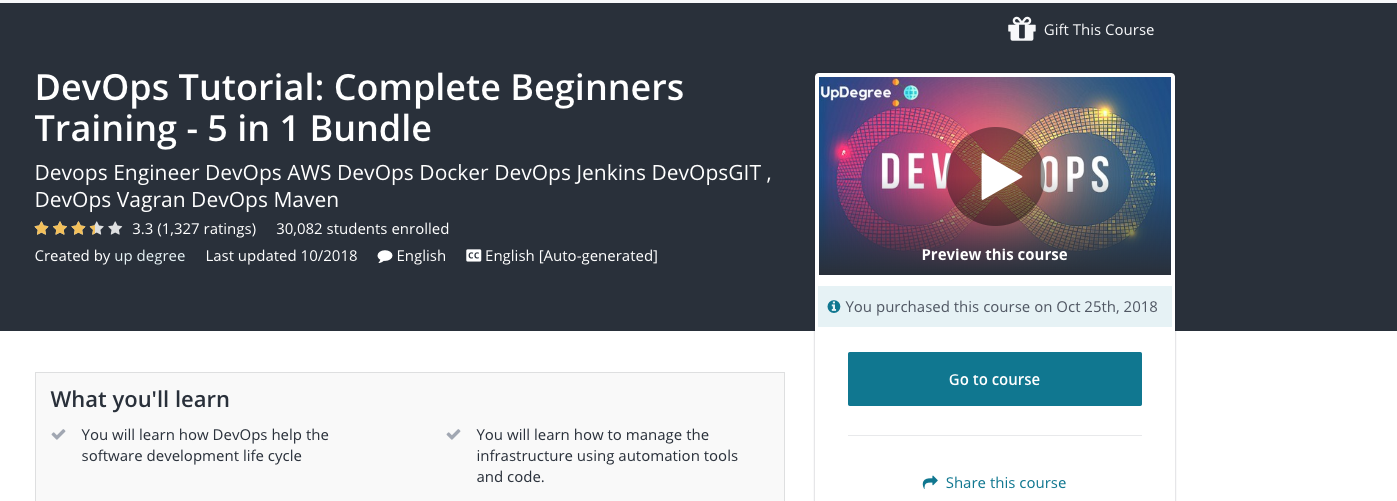 Gift This Course
DevOps Tutorial: Complete Beginners
Training - 5 in 1 Bundle
Devops Engineer DevOps AWS DevOps Docker DevOps Jenkins DevOpsGIT ,
DevOps Vagran DevOps Maven
3.3 (1,327 ratings) 30,082 students enrolled
Created by up degree Last updated 10/2018 English CC English [Auto-generated]
UpDegree
DEV OPS
Preview this course
You purchased this course on Oct 25th, 2018
Go to course
Share this course
What you'll learn
You will learn how DevOps help the
software development life cycle
You will learn how to manage the
infrastructure using automation tools
and code.